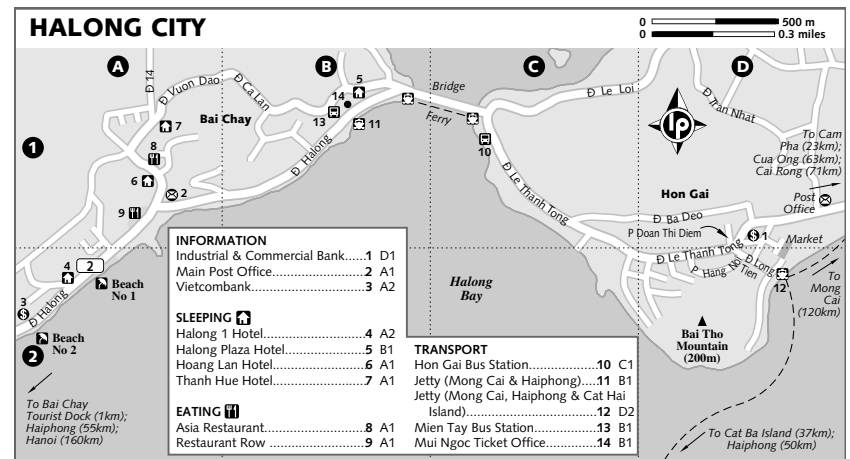 HALONG CITY
0 500 m
0 0.3 miles
A
B
C
D
1
2
Đ 14
Đ Vuon Dao
Đ Ca Lan
Bai Chay
5
14
13
11
Bridge
Ferry
10
Đ Le Loi
Đ Tran Nhat
lp
To Cam
Pha (23km);
Cua Ong (63km);
Cai Rong (71km)
Post
Office
7
8
6
2
9
Đ Halong
Đ Le Thanh Tong
Hon Gai
Đ Ba Deo
P Doan Thi Diem
1
Market
Đ Le Thanh Tong
P Hang Noi
Đ Long
Tien
12
To
Mong
Cai
(120km)
4
2
Beach
No 1
3
Đ Halong
Beach
No 2
Halong
Bay
Bai Tho
Mountain
(200m)
To Bai Chay
Tourist Dock (1km);
Haiphong (55km);
Hanoi (160km)
To Cat Ba Island (37km);
Haiphong (50km)
INFORMATION
Industrial & Commercial Bank.....1 D1
Main Post Office.....................2 A1
Vietcombank..........................3 A2
SLEEPING
Halong 1 Hotel.......................4 A2
Halong Plaza Hotel..................5 B1
Hoang Lan Hotel.....................6 A1
Thanh Hue Hotel.....................7 A1
EATING
Asia Restaurant......................8 A1
Restaurant Row .....................9 A1
TRANSPORT
Hon Gai Bus Station...............10 C1
Jetty (Mong Cai & Haiphong)....11 B1
Jetty (Mong Cai, Haiphong & Cat Hai
Island)..............................12 D2
Mien Tay Bus Station..............13 B1
Mui Ngoc Ticket Office............14 B1